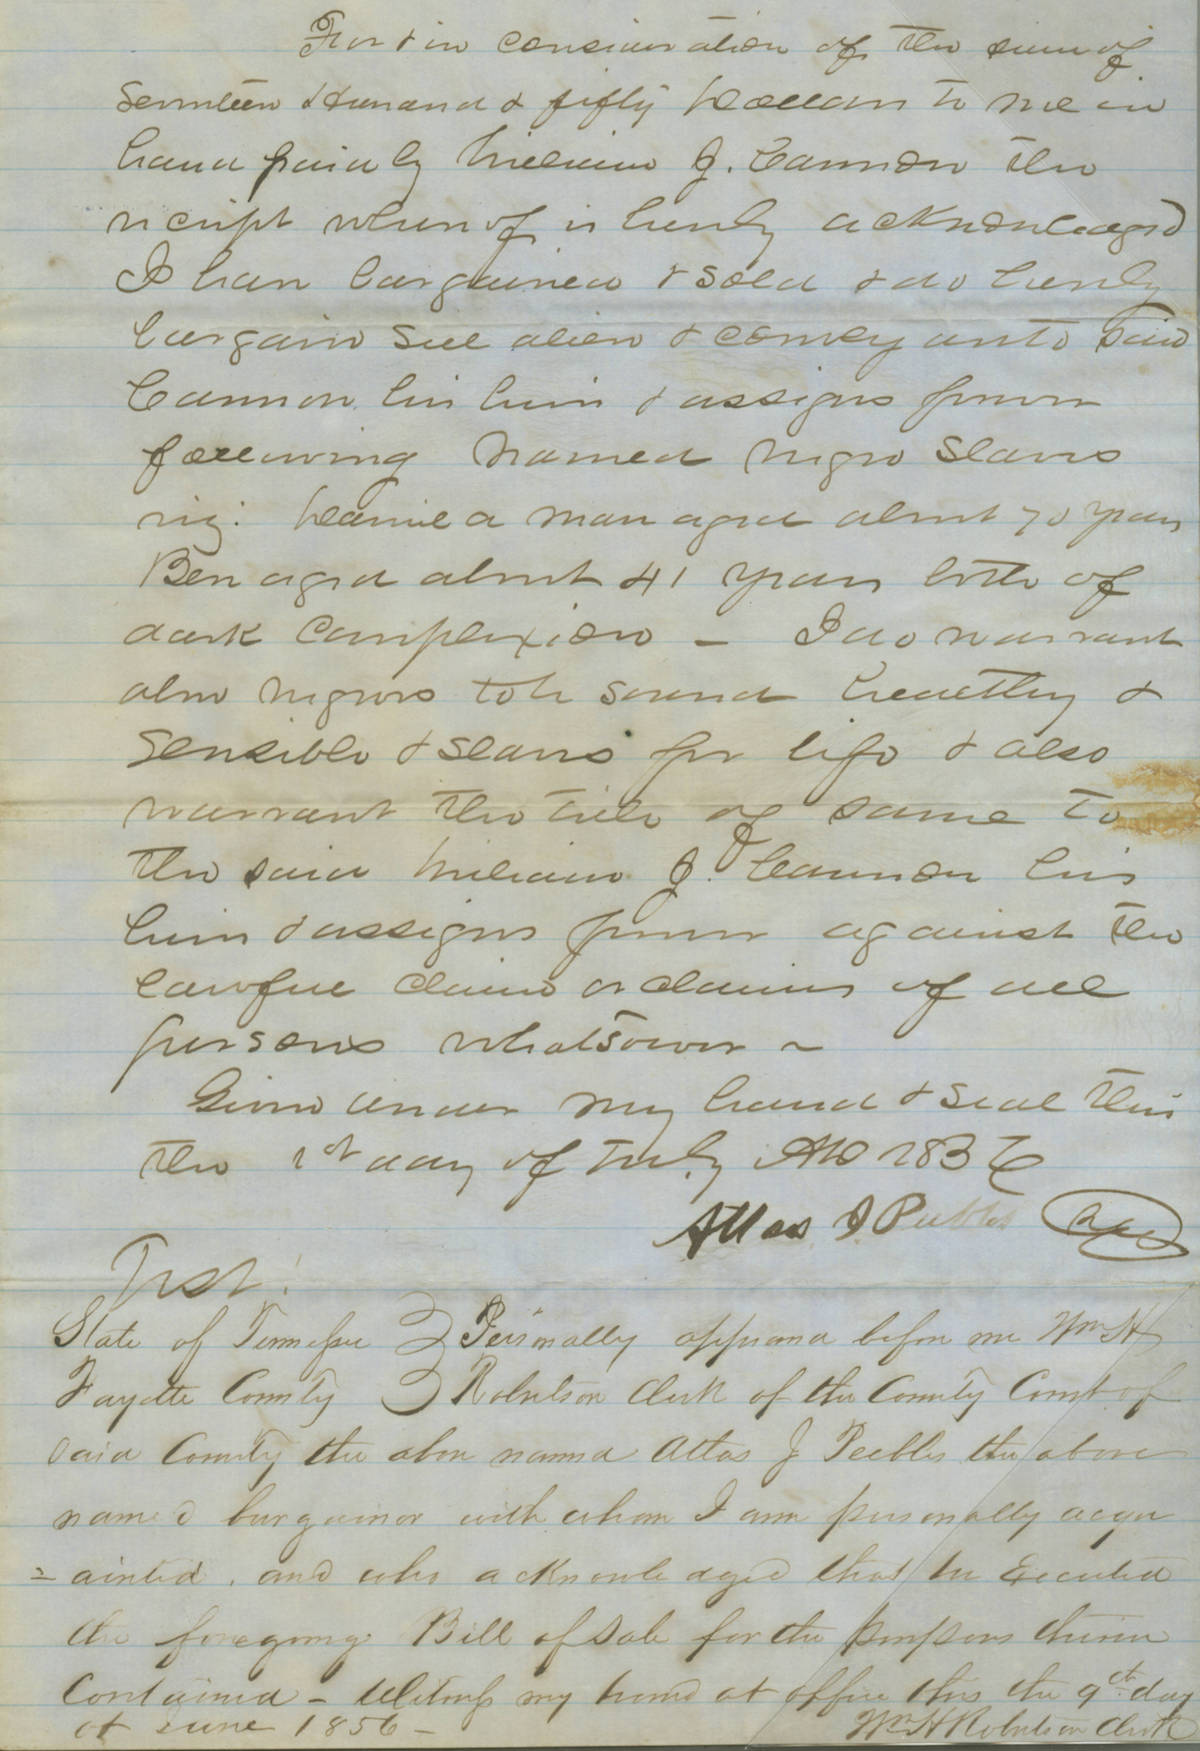 For & in consideration of the sum of
Seventeen Hundred & fifty Dollars to me in
hand paid by William J. Cannon the
receipt whereof is hereby acknowledged
I have bargained & sold & do hereby
bargain sell alien & convey unto said
Cannon his heirs & assigns forever
following named negro Slaves
viz: a man aged about years
Ben aged about 41 years both of
dark Complexion – I do warrant
negroes to be sound healthy &
Sensible & Slaves for life & also
warrant the title of same to
the said William J. Cannon his
heirs & assigns forever against the
lawful claim or claims of all
persons whatsoever ~
Given under my hand & seal this
the 1st day of AD
Atlas J Peebles Seal
Test:
State of Tennessee } Personally appeared before me Wm H
Fayette County } Robertson Clerk of the County Court of
Said County the above named Atlas J Peebles the above
named bargainor with whom I am personally acqu
=ainted. and who acknowledged that he Executed
the foregoing Bill of Sale for the purposes therein
Contained – Witness my hand at office this the 9th day
of June 1856 –  Wm H Robertson Clerk